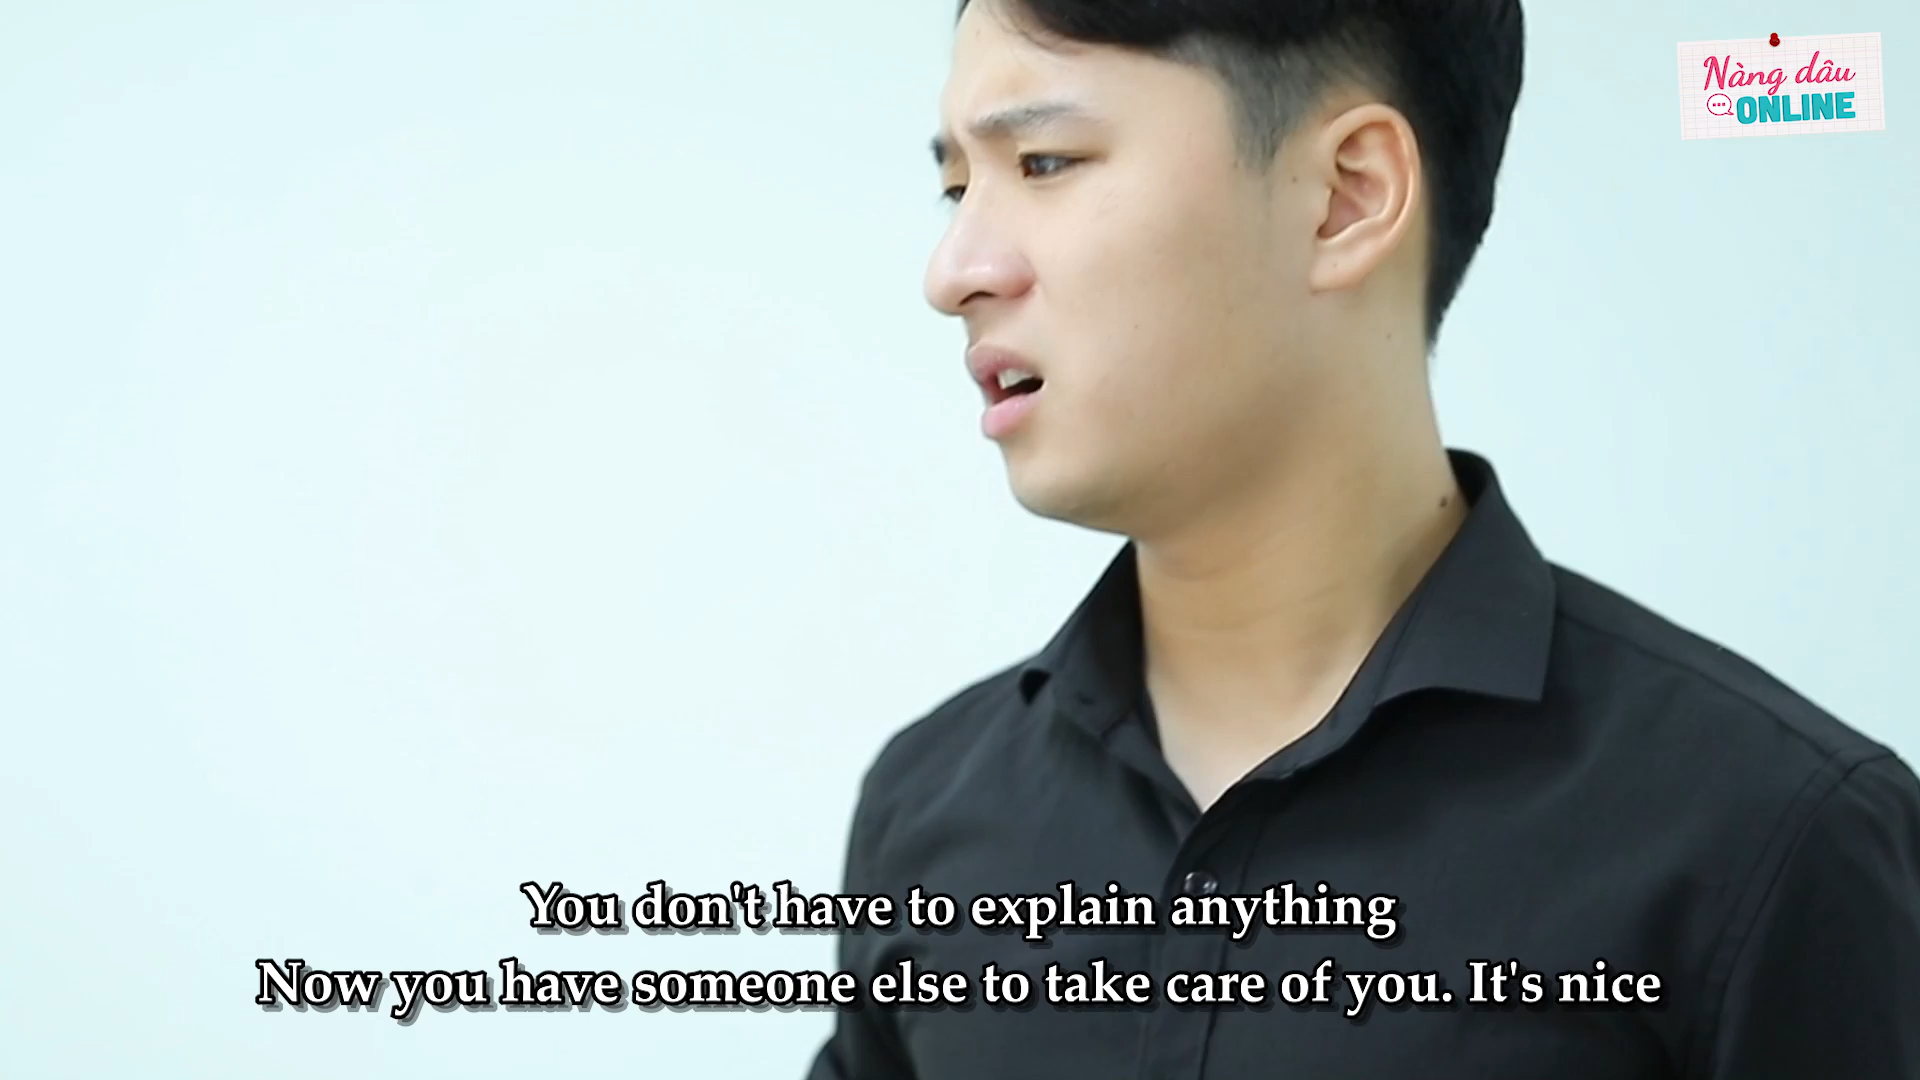 Nàng dâu
ONLINE
You don't have to explain anything
Now you have someone else to take care of you. It's nice